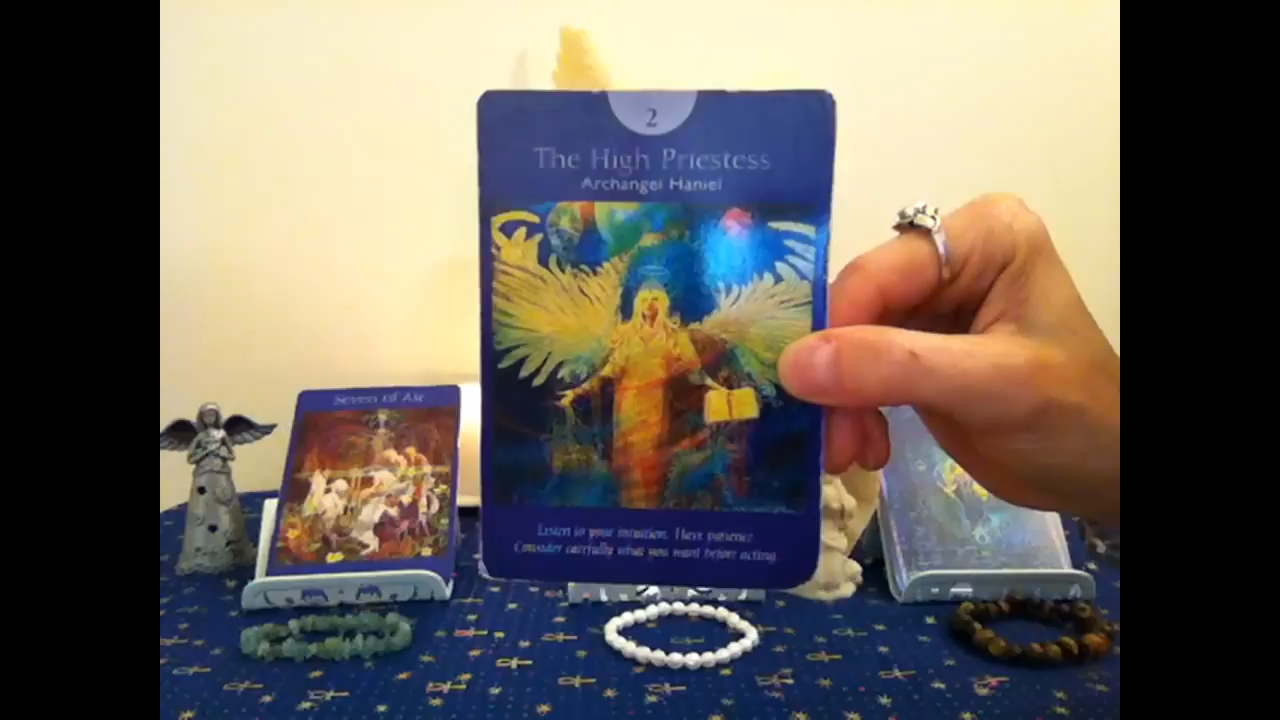 2
The High Priestess
Archangel Haniel
Listen to your intuition. Have patience.
Consider carefully what you want before acting.
Seven of Air